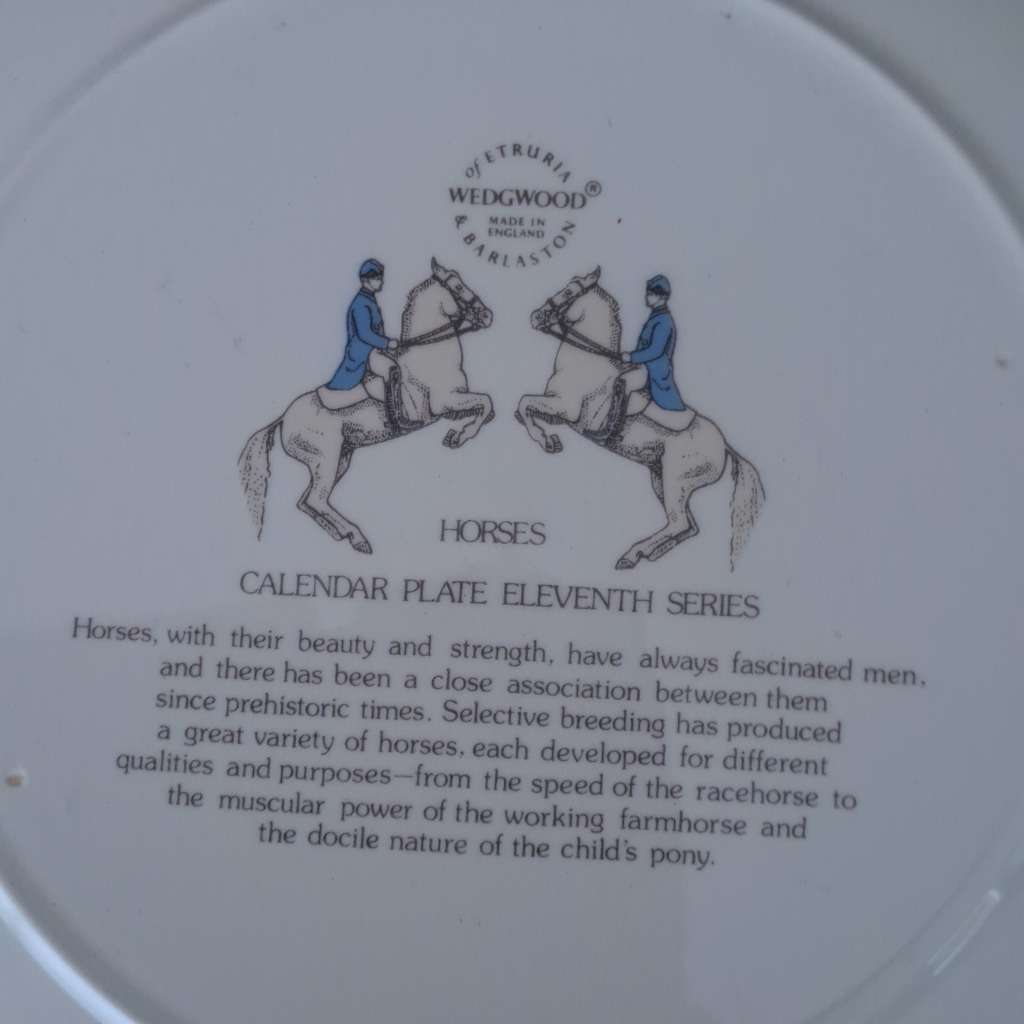 of ETRURIA
WEDGWOOD®
MADE IN
ENGLAND
& BARLASTON
HORSES
CALENDAR PLATE ELEVENTH SERIES
Horses, with their beauty and strength, have always fascinated men,
and there has been a close association between them
since prehistoric times. Selective breeding has produced
a great variety of horses, each developed for different
qualities and purposes—from the speed of the racehorse to
the muscular power of the working farmhorse and
the docile nature of the child's pony.